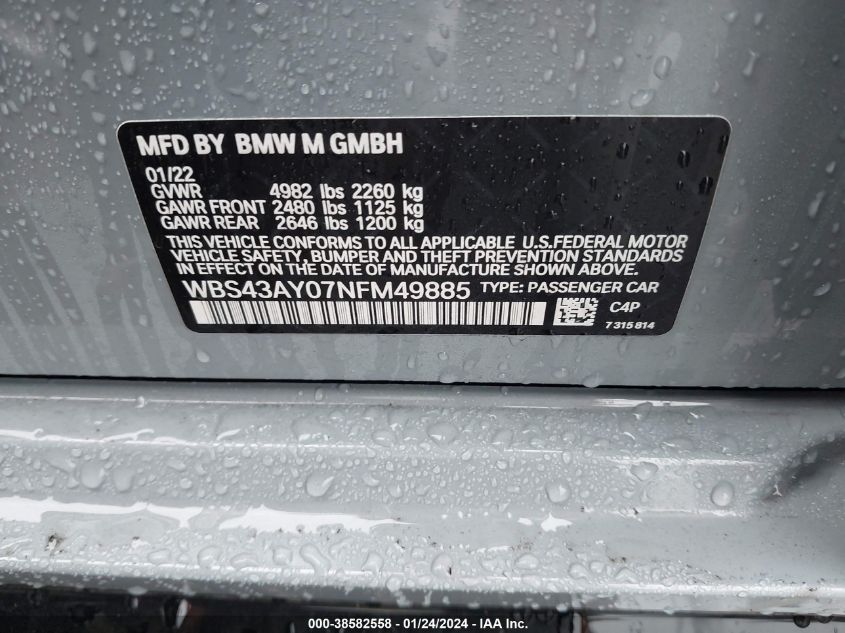 MFD BY BMW M GMBH
01/22
GVWR 4982 lbs 2260 kg
GAWR FRONT 2480 lbs 1125 kg
GAWR REAR 2646 lbs 1200 kg
THIS VEHICLE CONFORMS TO ALL APPLICABLE U.S.FEDERAL MOTOR
VEHICLE SAFETY, BUMPER AND THEFT PREVENTION STANDARDS
IN EFFECT ON THE DATE OF MANUFACTURE SHOWN ABOVE.
WBS43AY07NFM49885 TYPE: PASSENGER CAR
C4P
7315814
000-38582558 - 01/24/2024 - IAA Inc.